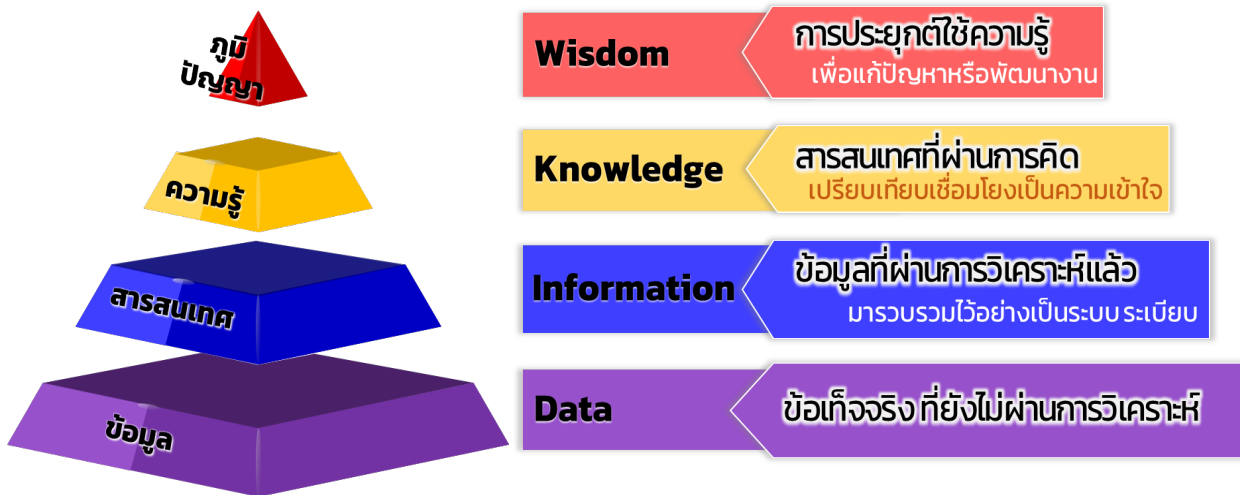 ภูมิ
ปัญญา
Wisdom
การประยุกต์ใช้ความรู้
เพื่อแก้ปัญหาหรือพัฒนางาน
ความรู้
Knowledge
สารสนเทศที่ผ่านการคิด
เปรียบเทียบเชื่อมโยงเป็นความเข้าใจ
สารสนเทศ
Information
ข้อมูลที่ผ่านการวิเคราะห์แล้ว
มารวบรวมไว้อย่างเป็นระบบ ระเบียบ
ข้อมูล
Data
ข้อเท็จจริง ที่ยังไม่ผ่านการวิเคราะห์